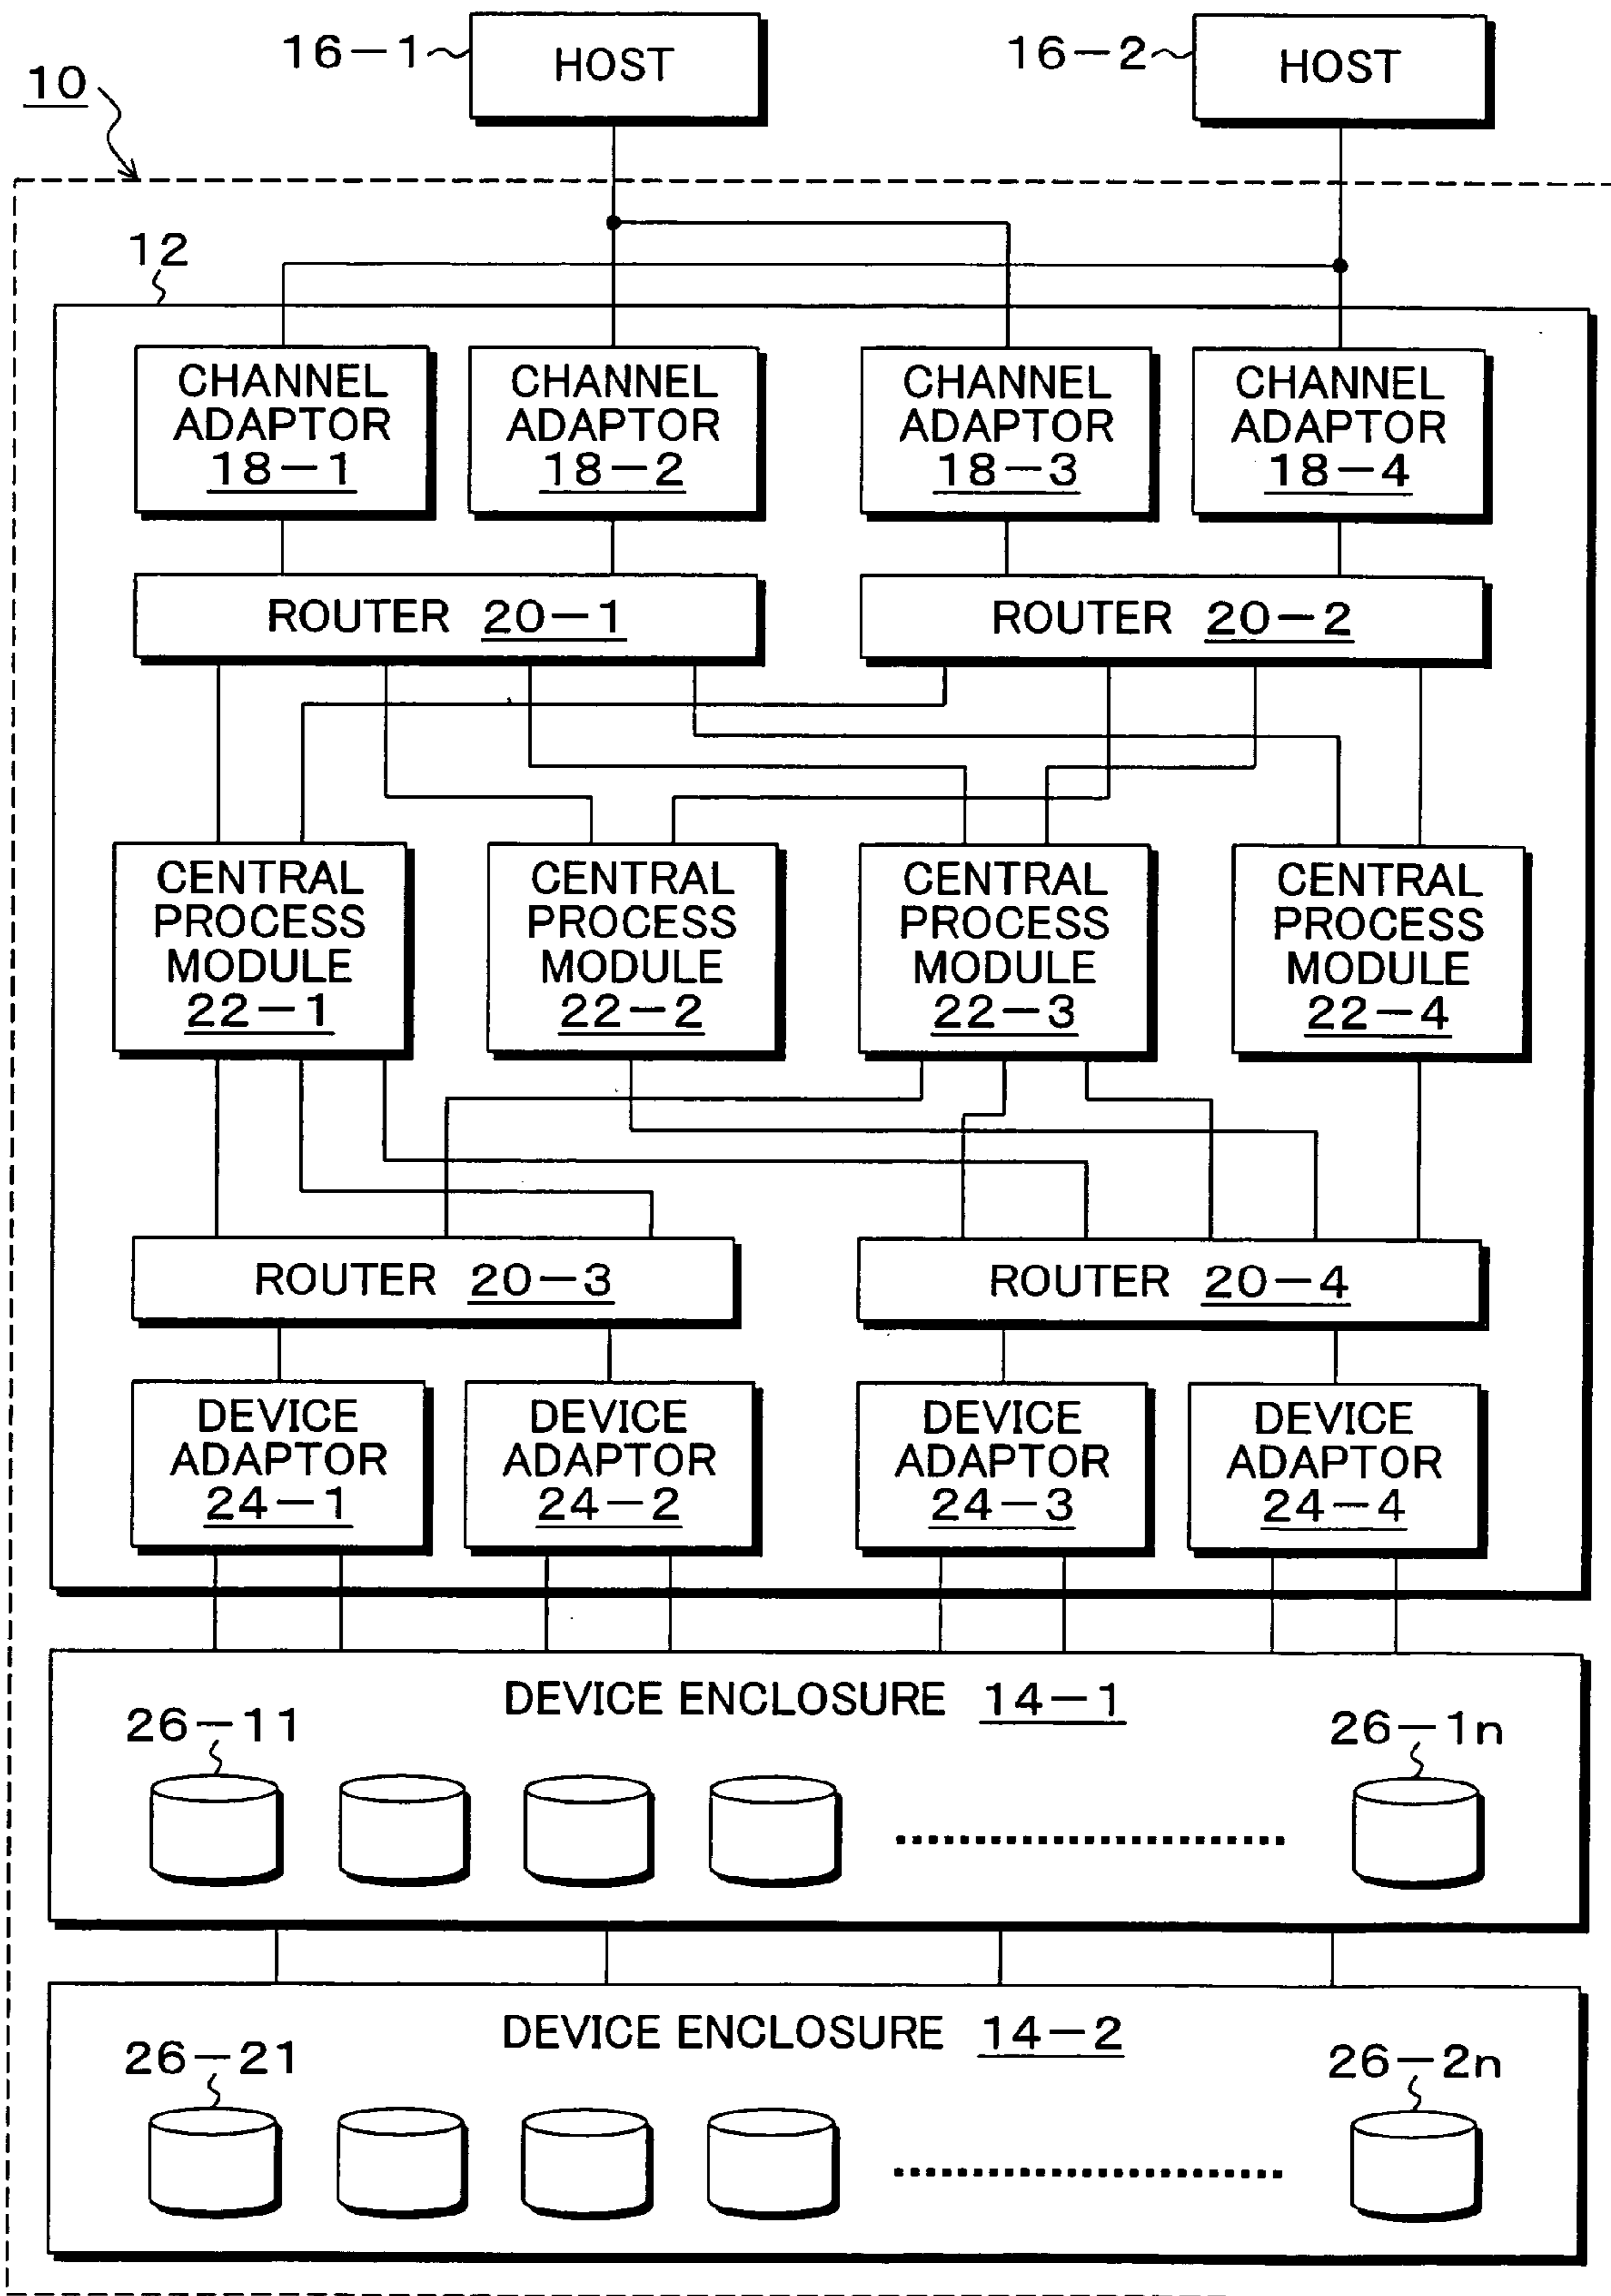 16-1
HOST
16-2
HOST
10
12
CHANNEL
ADAPTOR
18-1
CHANNEL
ADAPTOR
18-2
CHANNEL
ADAPTOR
18-3
CHANNEL
ADAPTOR
18-4
ROUTER 20-1
ROUTER 20-2
CENTRAL
PROCESS
MODULE
22-1
CENTRAL
PROCESS
MODULE
22-2
CENTRAL
PROCESS
MODULE
22-3
CENTRAL
PROCESS
MODULE
22-4
ROUTER 20-3
ROUTER 20-4
DEVICE
ADAPTOR
24-1
DEVICE
ADAPTOR
24-2
DEVICE
ADAPTOR
24-3
DEVICE
ADAPTOR
24-4
DEVICE ENCLOSURE 14-1
26-11
26-1n
DEVICE ENCLOSURE 14-2
26-21
26-2n